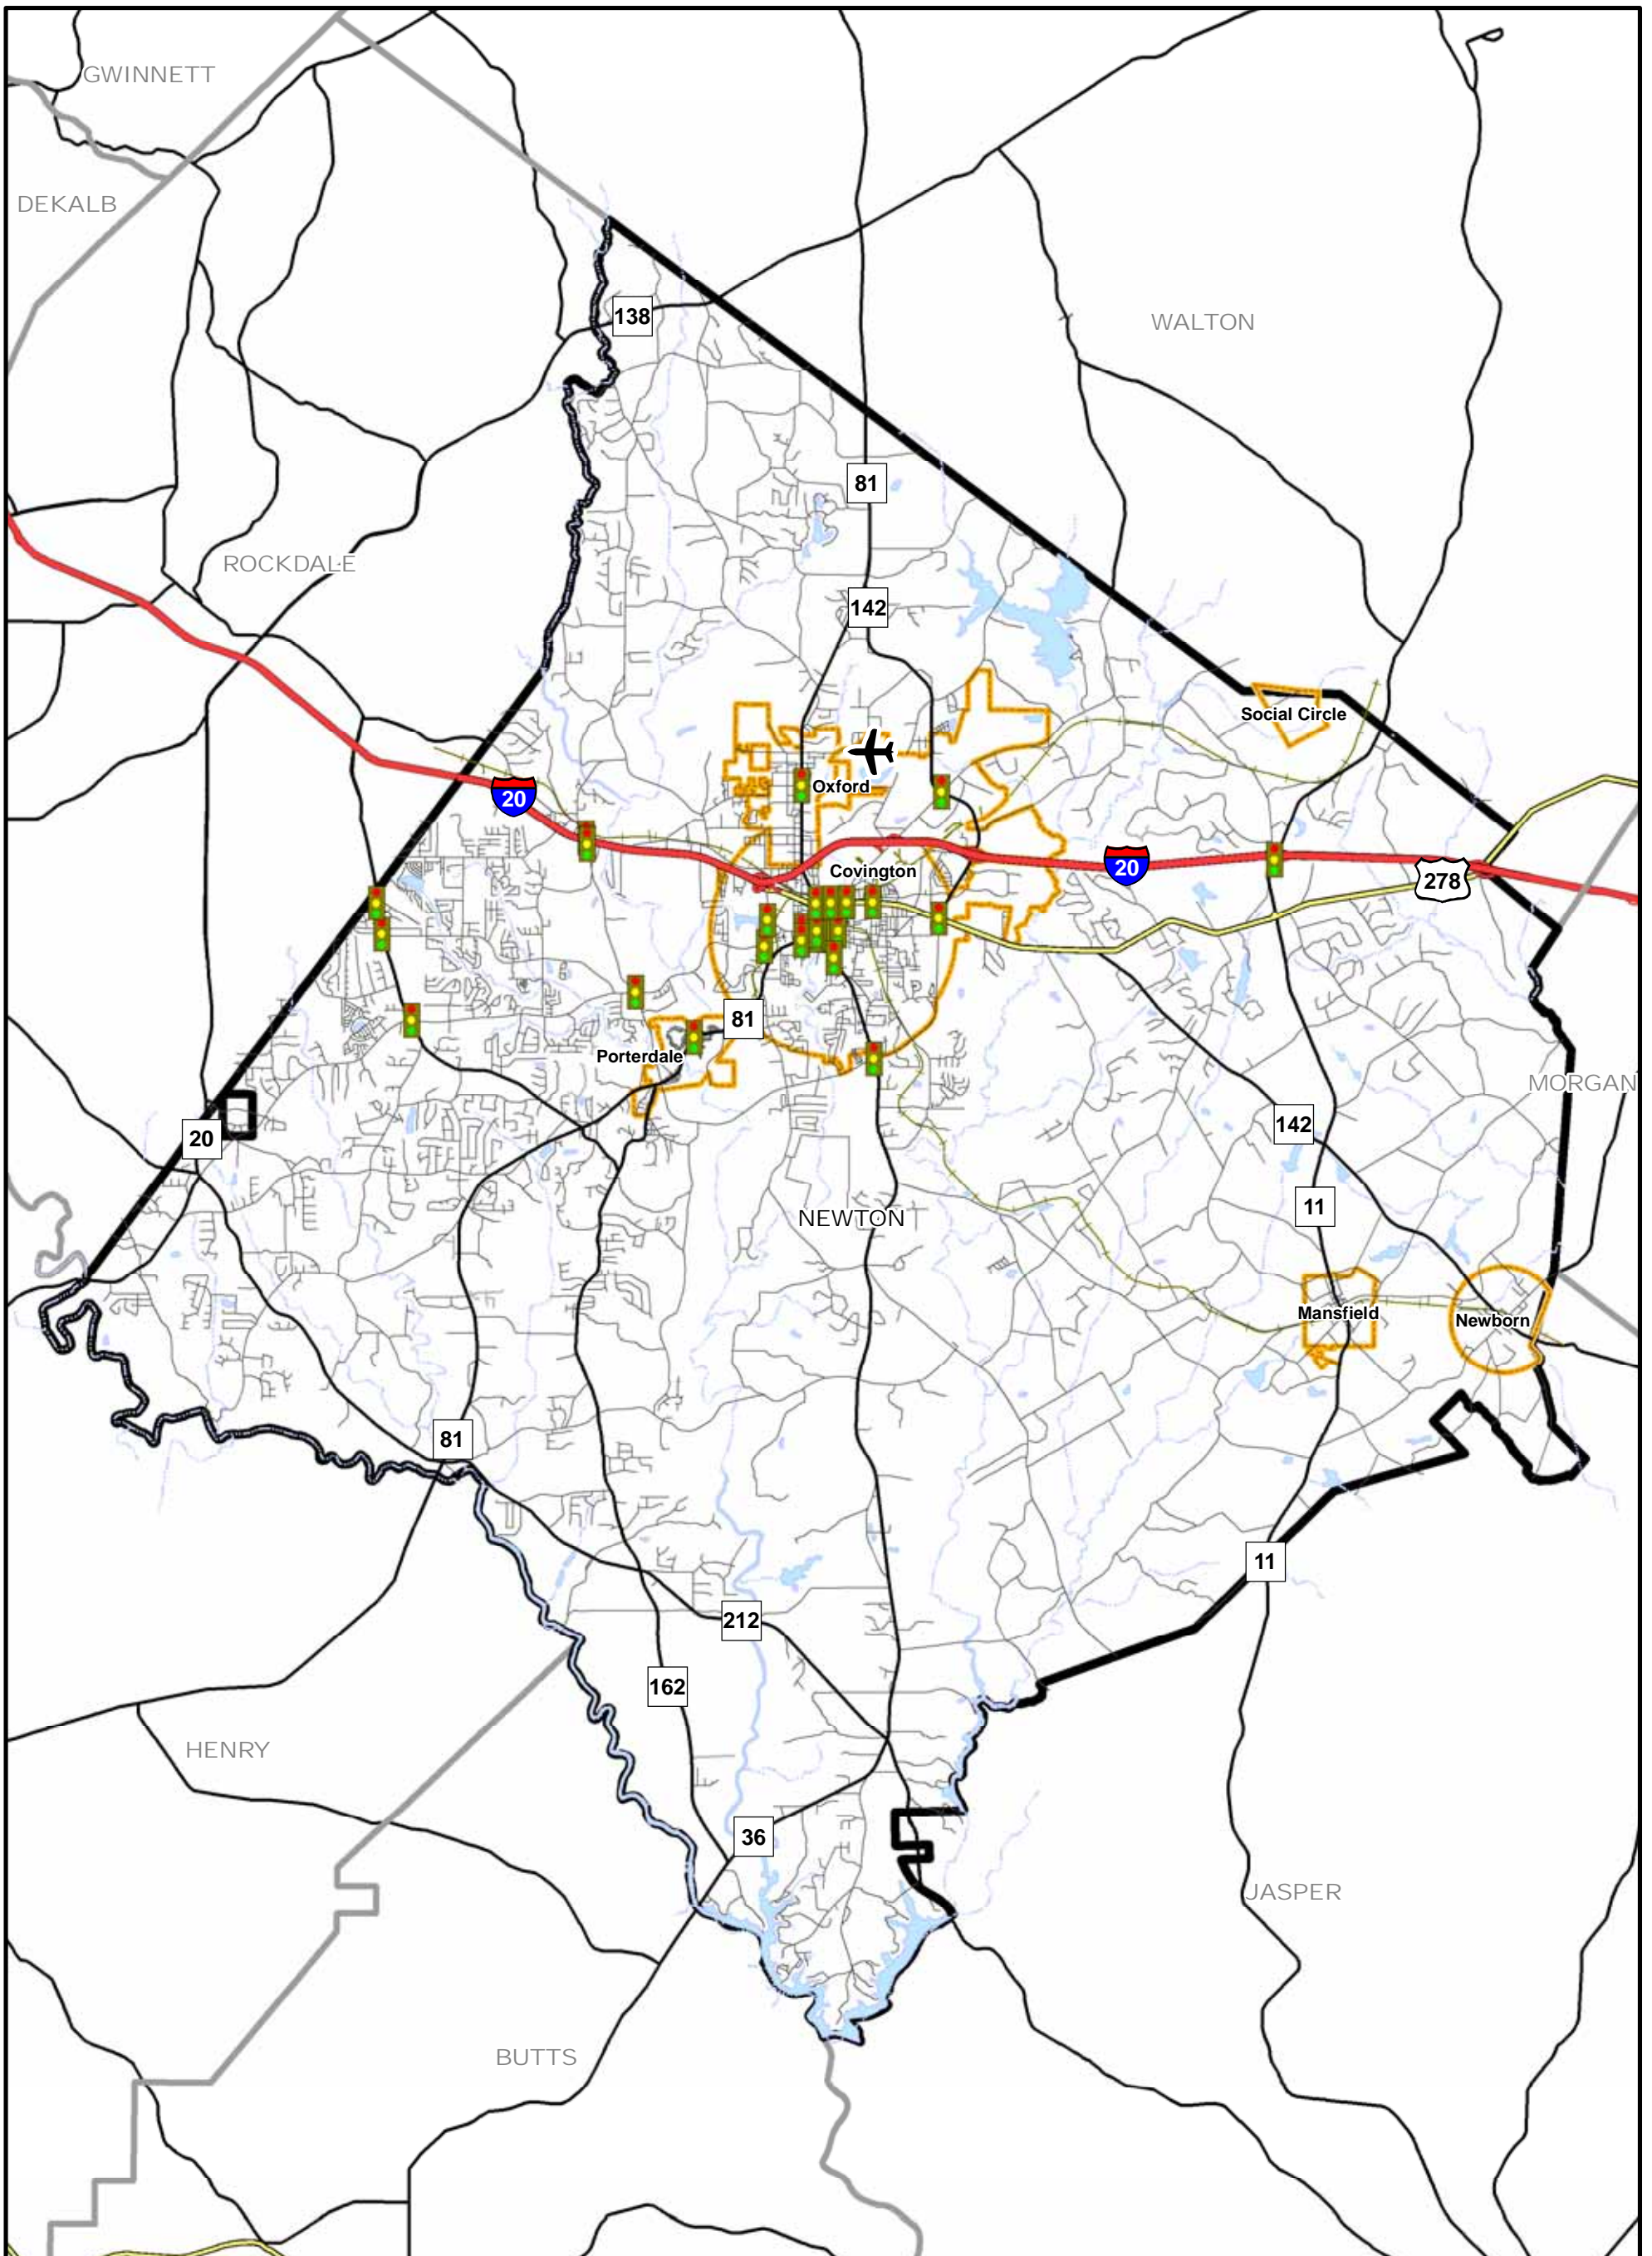 GWINNETT
DEKALB
138
WALTON
81
ROCKDALE
142
Social Circle
Oxford
20
Covington
20
278
81
Porterdale
MORGAN
142
20
11
NEWTON
Mansfield
Newborn
81
11
212
162
HENRY
36
JASPER
BUTTS